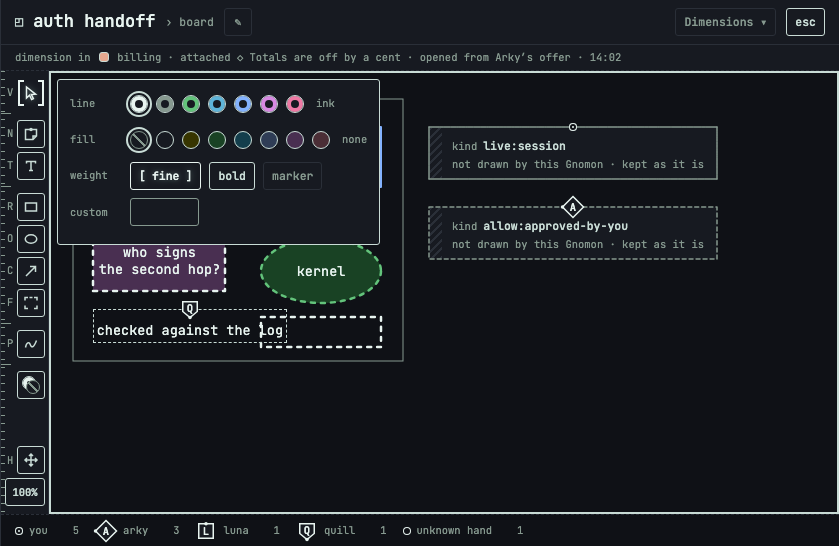 auth handoff › board ✎ Dimensions ▾ esc
dimension in billing · attached ◇ Totals are off by a cent · opened from Arky’s offer · 14:02
V
N
T
R
O
C
F
P
H
100%
line ink
fill none
weight [ fine ] bold marker
custom
who signs
the second hop?
kernel
Q
checked against the log
kind live:session
not drawn by this Gnomon · kept as it is
A
kind allow:approved-by-you
not drawn by this Gnomon · kept as it is
you 5 A arky 3 L luna 1 Q quill 1 unknown hand 1